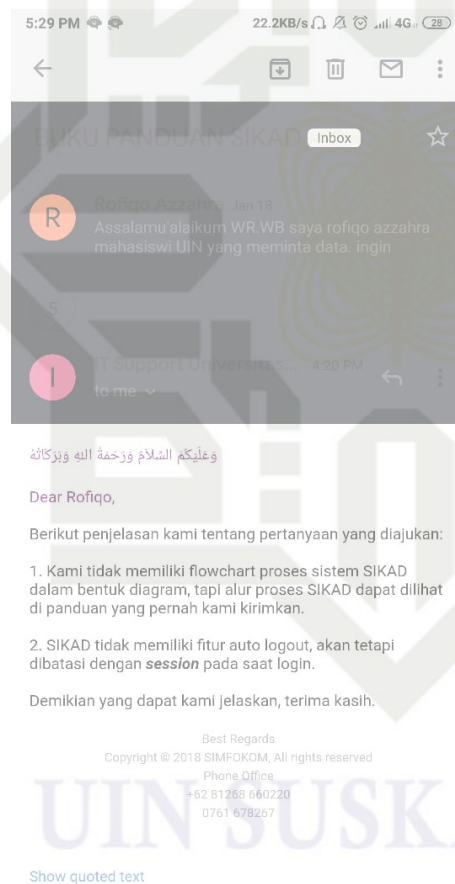 5:29 PM 22.2KB/s 4G 28
BUKU PANDUAN SIKAD Inbox
R
Rofiqo Azzahra Jan 18
Assalamu'alaikum WR.WB saya rofiqo azzahra
mahasiswi UIN yang meminta data. ingin
5
I
IT Support Universitas... 4:20 PM
to me
وَعَلَيْكُم السَّلاَمُ وَرَحْمَةُ اللهِ وَبَرَكَاتُهُ
Dear Rofiqo,
Berikut penjelasan kami tentang pertanyaan yang diajukan:
1. Kami tidak memiliki flowchart proses sistem SIKAD
dalam bentuk diagram, tapi alur proses SIKAD dapat dilihat
di panduan yang pernah kami kirimkan.
2. SIKAD tidak memiliki fitur auto logout, akan tetapi
dibatasi dengan session pada saat login.
Demikian yang dapat kami jelaskan, terima kasih.
Best Regards
Copyright © 2018 SIMFOKOM, All rights reserved
Phone Office
+62 81268 660220
0761 678267
UIN SUSKA
Show quoted text